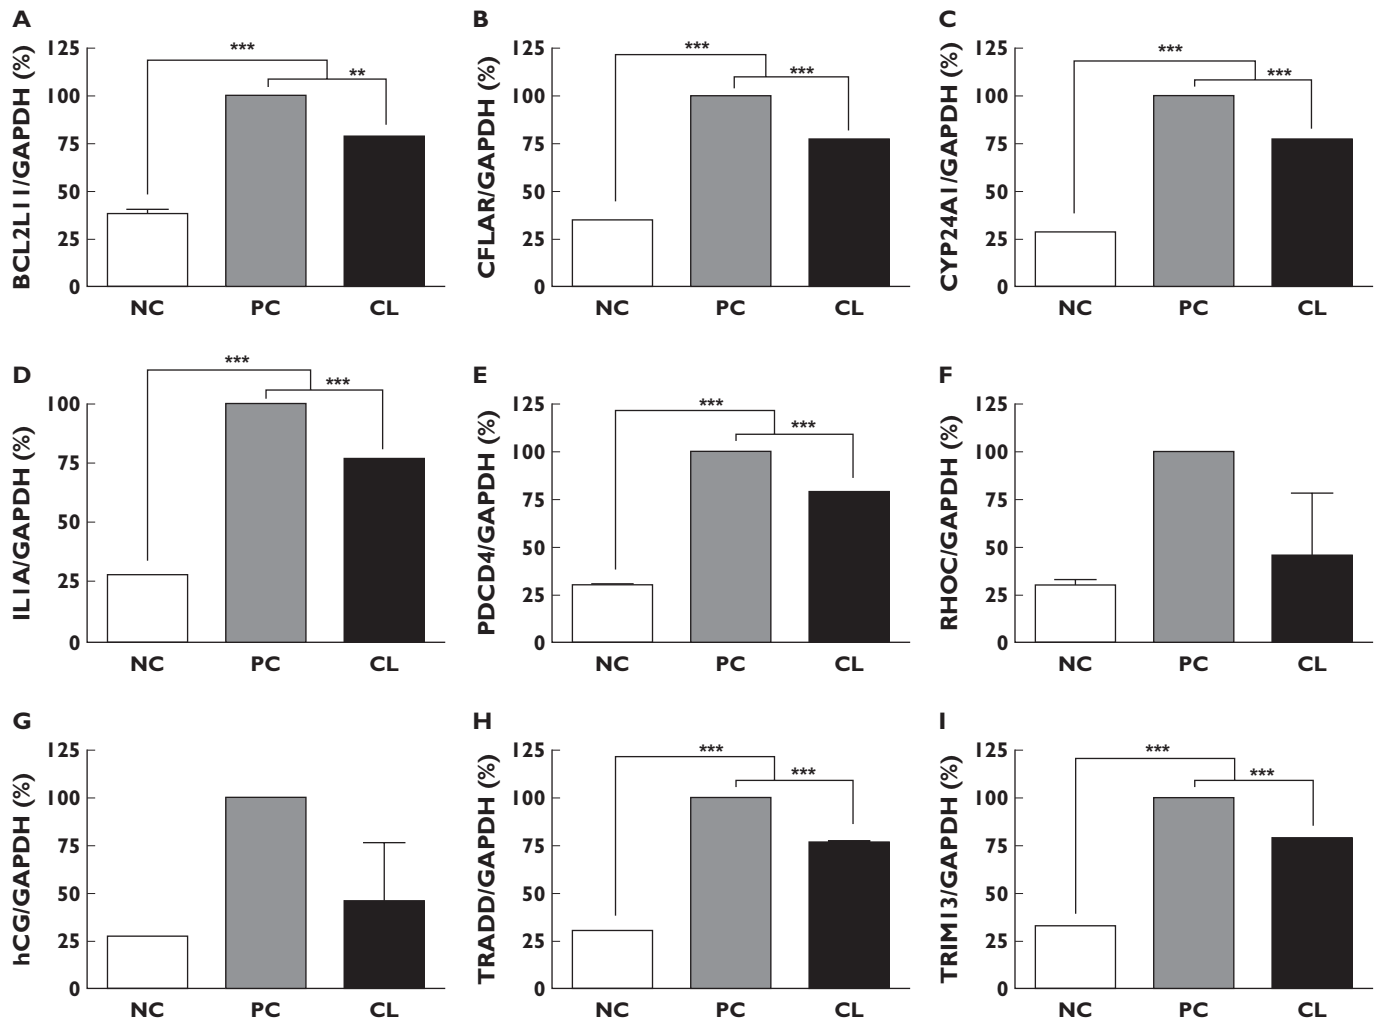 A
BCL2L11/GAPDH (%)
125
100
75
50
25
0
***
**
NC PC CL
B
CFLAR/GAPDH (%)
125
100
75
50
25
0
***
***
NC PC CL
C
CYP24A1/GAPDH (%)
125
100
75
50
25
0
***
***
NC PC CL
D
IL1A/GAPDH (%)
100
75
50
25
0
***
***
NC PC CL
E
PDCD4/GAPDH (%)
125
100
75
50
25
0
***
***
NC PC CL
F
RHOC/GAPDH (%)
125
100
75
50
25
0
NC PC CL
G
hCG/GAPDH (%)
125
100
75
50
25
0
NC PC CL
H
TRADD/GAPDH (%)
125
100
75
50
25
0
***
***
NC PC CL
I
TRIM13/GAPDH (%)
125
100
75
50
25
0
***
***
NC PC CL